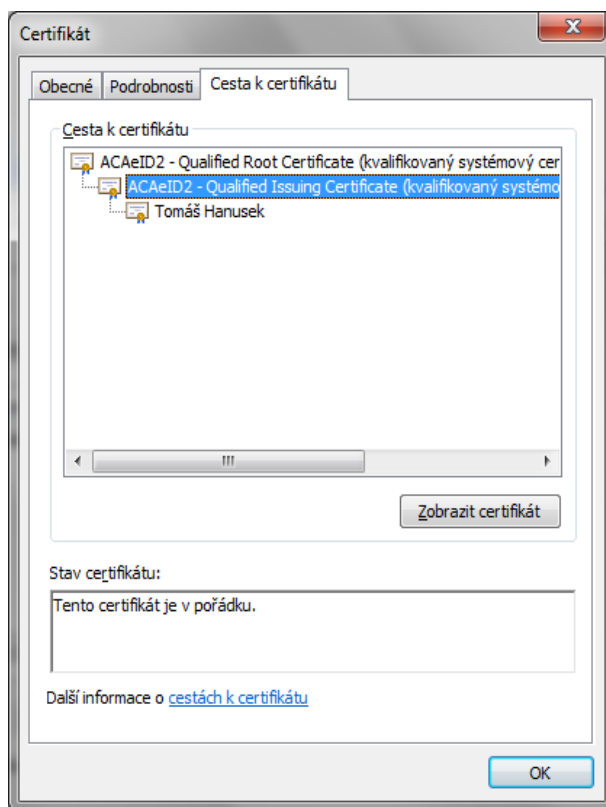 Certifikát
Obecné Podrobnosti Cesta k certifikátu
Cesta k certifikátu
ACAeID2 - Qualified Root Certificate (kvalifikovaný systémový cer
ACAeID2 - Qualified Issuing Certificate (kvalifikovaný systémo
Tomáš Hanusek
Zobrazit certifikát
Stav certifikátu:
Tento certifikát je v pořádku.
Další informace o cestách k certifikátu
OK